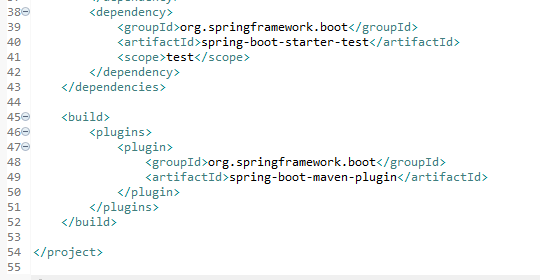 38 <dependency>
39 <groupId>org.springframework.boot</groupId>
40 <artifactId>spring-boot-starter-test</artifactId>
41 <scope>test</scope>
42 </dependency>
43 </dependencies>
44
45 <build>
46 <plugins>
47 <plugin>
48 <groupId>org.springframework.boot</groupId>
49 <artifactId>spring-boot-maven-plugin</artifactId>
50 </plugin>
51 </plugins>
52 </build>
53
54 </project>
55